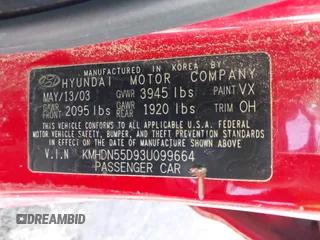 MANUFACTURED IN KOREA BY
HYUNDAI MOTOR COMPANY
MAY/13/03 GVWR 3945 lbs PAINT VX
GAWR FRONT 2095 lbs GAWR REAR 1920 lbs TRIM OH
THIS VEHICLE CONFORMS TO ALL APPLICABLE U.S.A. FEDERAL
MOTOR VEHICLE SAFETY, BUMPER, AND THEFT PREVENTION STANDARDS
IN EFFECT ON THE DATE OF MANUFACTURE SHOWN ABOVE.
V.I.N KMHDN55D93U099664
PASSENGER CAR
DREAMBID